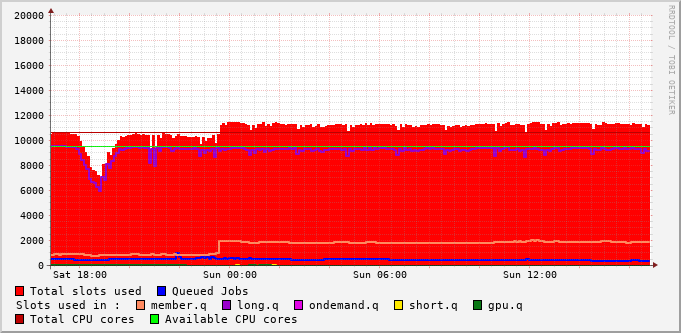 20000
18000
16000
14000
12000
10000
8000
6000
4000
2000
0
Sat 18:00 Sun 00:00 Sun 06:00 Sun 12:00
Total slots used Queued Jobs
Slots used in : member.q long.q ondemand.q short.q gpu.q
Total CPU cores Available CPU cores
RRDTOOL / TOBI OETIKER